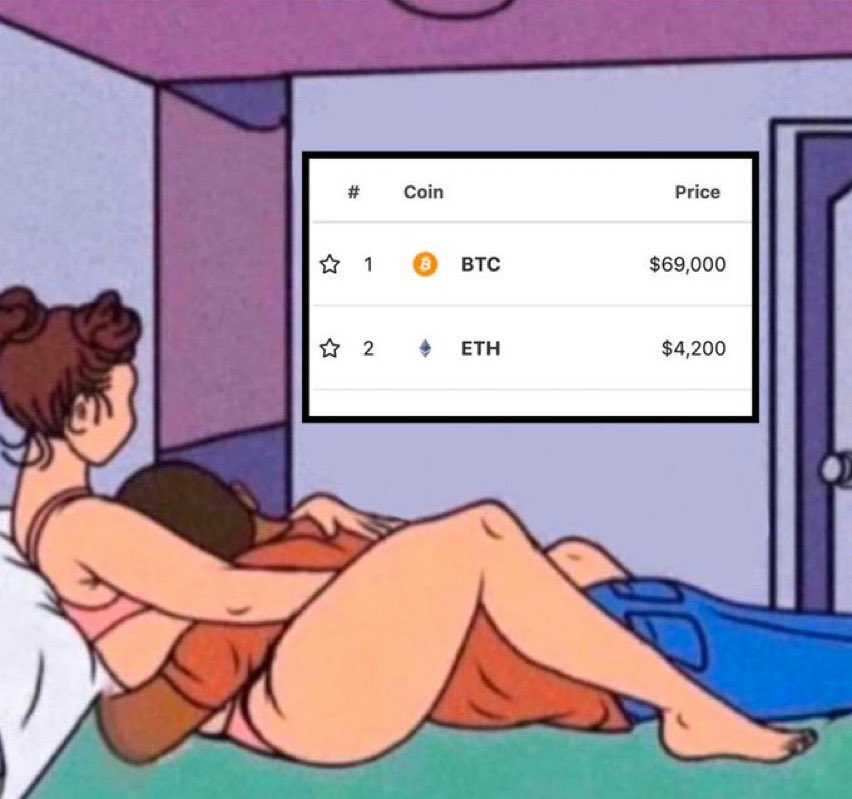 # Coin Price
1 BTC $69,000
2 ETH $4,200